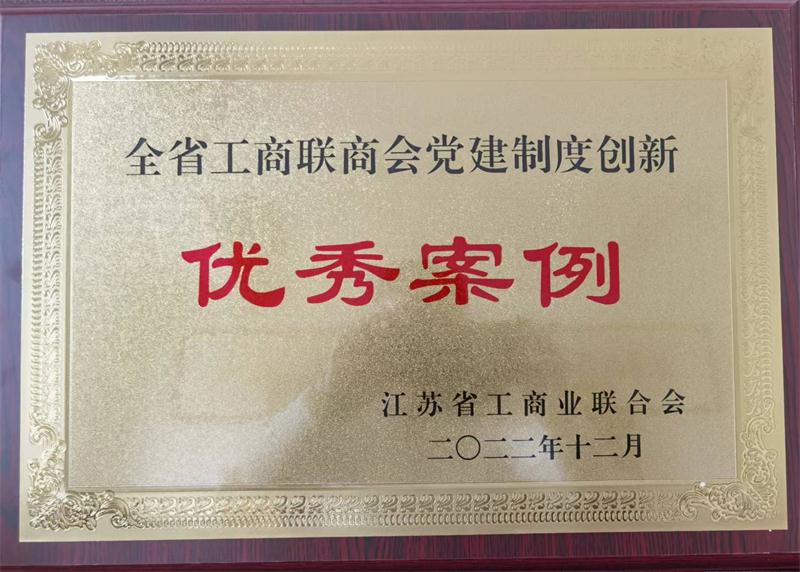 全省工商联商会党建制度创新
优秀案例
江苏省工商业联合会
二〇二二年十二月